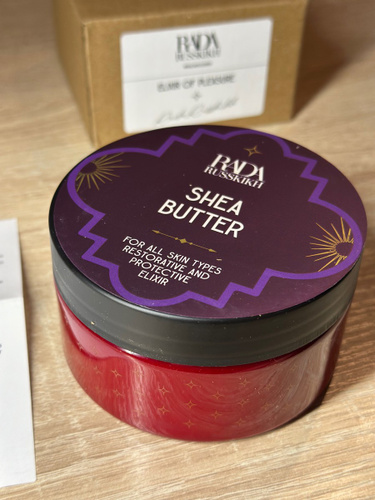 RADA
RUSSKIKH
ELIXIR OF PLEASURE
RADA
RUSSKIKH
SHEA
BUTTER
FOR ALL SKIN TYPES
RESTORATIVE AND
PROTECTIVE
ELIXIR